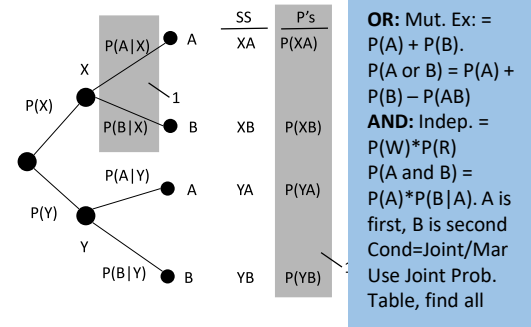 SS P's
P(A|X) A XA P(XA)
X
P(X) 1
P(B|X) B XB P(XB)
P(A|Y) A YA P(YA)
P(Y)
Y
P(B|Y) B YB P(YB)
OR: Mut. Ex: =
P(A) + P(B).
P(A or B) = P(A) +
P(B) – P(AB)
AND: Indep. =
P(W)*P(R)
P(A and B) =
P(A)*P(B|A). A is
first, B is second
Cond=Joint/Mar
Use Joint Prob.
Table, find all